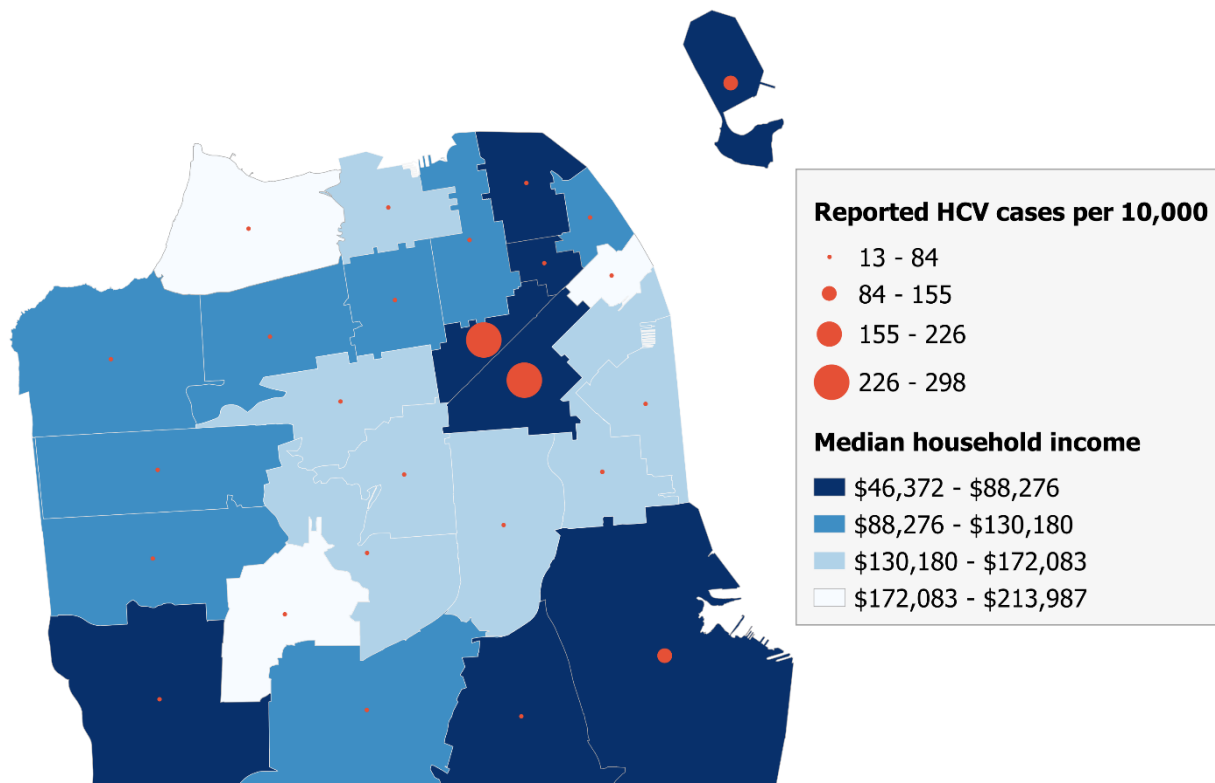 Reported HCV cases per 10,000
13 - 84
84 - 155
155 - 226
226 - 298
Median household income
$46,372 - $88,276
$88,276 - $130,180
$130,180 - $172,083
$172,083 - $213,987